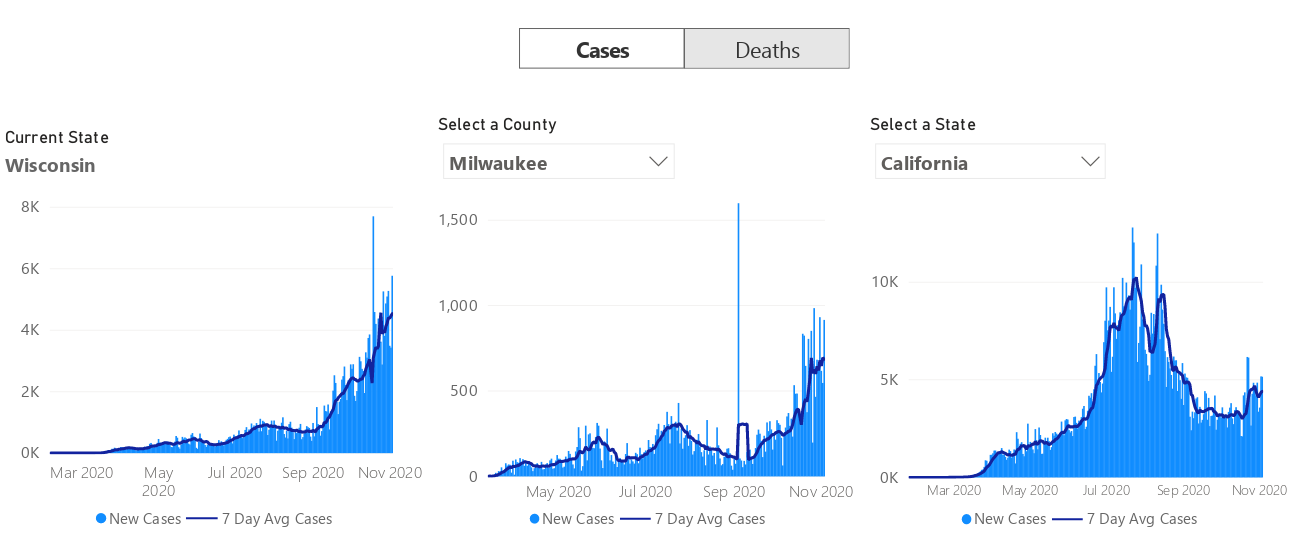 Cases Deaths
Current State
Wisconsin
8K
6K
4K
2K
0K
Mar 2020 May 2020 Jul 2020 Sep 2020 Nov 2020
New Cases 7 Day Avg Cases
Select a County
Milwaukee
1,500
1,000
500
0
May 2020 Jul 2020 Sep 2020 Nov 2020
New Cases 7 Day Avg Cases
Select a State
California
10K
5K
0K
Mar 2020 May 2020 Jul 2020 Sep 2020 Nov 2020
New Cases 7 Day Avg Cases